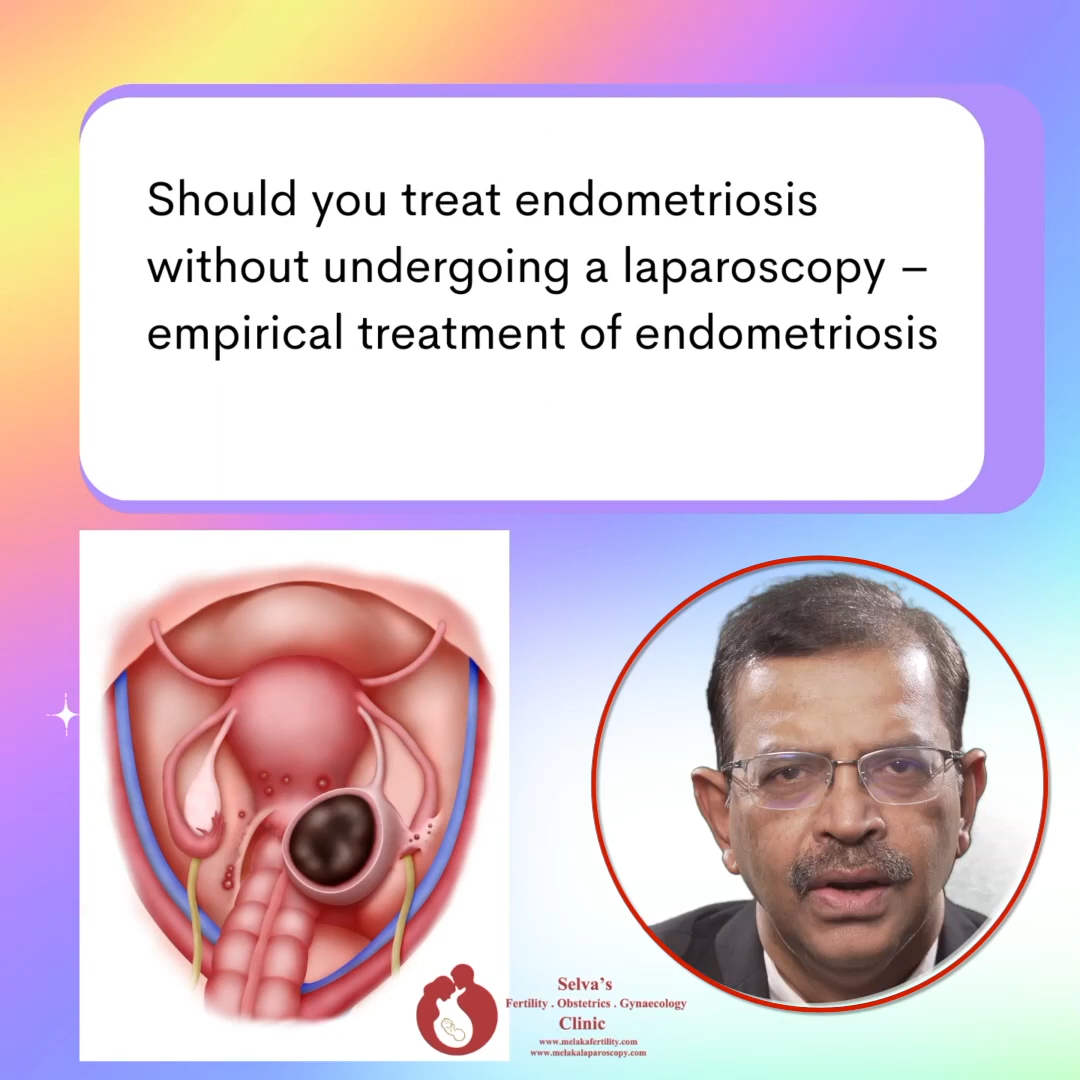 Should you treat endometriosis
without undergoing a laparoscopy –
empirical treatment of endometriosis
Selva's
Fertility . Obstetrics . Gynaecology
Clinic
www.melakafertility.com
www.melakalaparoscopy.com